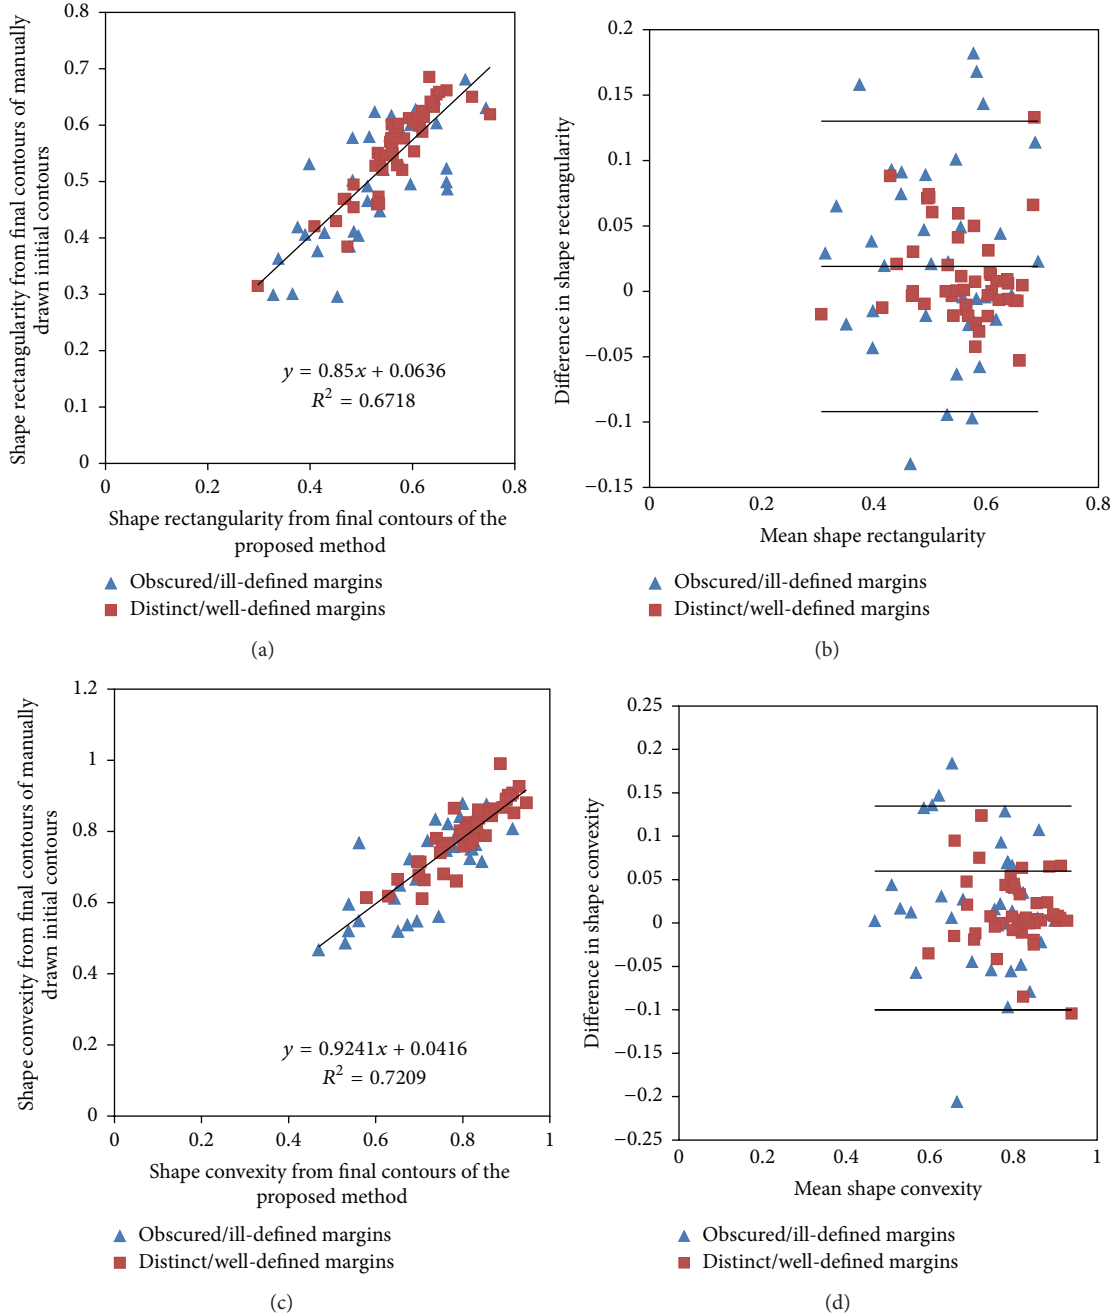 Shape rectangularity from final contours of manually
drawn initial contours
0.8
0.7
0.6
0.5
0.4
0.3
0.2
0.1
0
y = 0.85x + 0.0636
R² = 0.6718
0
0.2
0.4
0.6
0.8
Shape rectangularity from final contours of the
proposed method
Obscured/ill-defined margins
Distinct/well-defined margins
(a)
Difference in shape rectangularity
0.2
0.15
0.1
0.05
0
−0.05
−0.1
−0.15
0
0.2
0.4
0.6
0.8
Mean shape rectangularity
Obscured/ill-defined margins
Distinct/well-defined margins
(b)
Shape convexity from final contours of manually
drawn initial contours
1.2
1
0.8
0.6
0.4
0.2
0
y = 0.9241x + 0.0416
R² = 0.7209
0
0.2
0.4
0.6
0.8
1
Shape convexity from final contours of the
proposed method
Obscured/ill-defined margins
Distinct/well-defined margins
(c)
Difference in shape convexity
0.25
0.2
0.15
0.1
0.05
0
−0.05
−0.1
−0.15
−0.2
−0.25
0
0.2
0.4
0.6
0.8
1
Mean shape convexity
Obscured/ill-defined margins
Distinct/well-defined margins
(d)